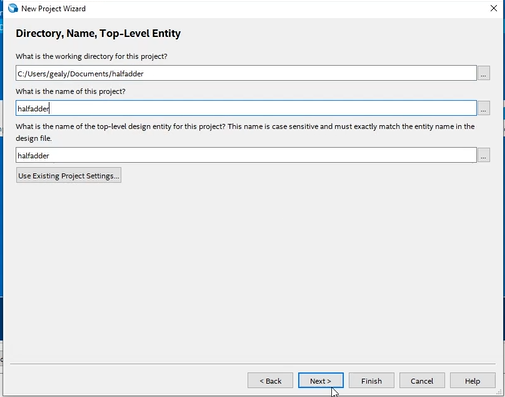 New Project Wizard
Directory, Name, Top-Level Entity
What is the working directory for this project?
C:/Users/gealy/Documents/halfadder
...
What is the name of this project?
halfadder
...
What is the name of the top-level design entity for this project? This name is case sensitive and must exactly match the entity name in the
design file.
halfadder
...
Use Existing Project Settings...
< Back
Next >
Finish
Cancel
Help